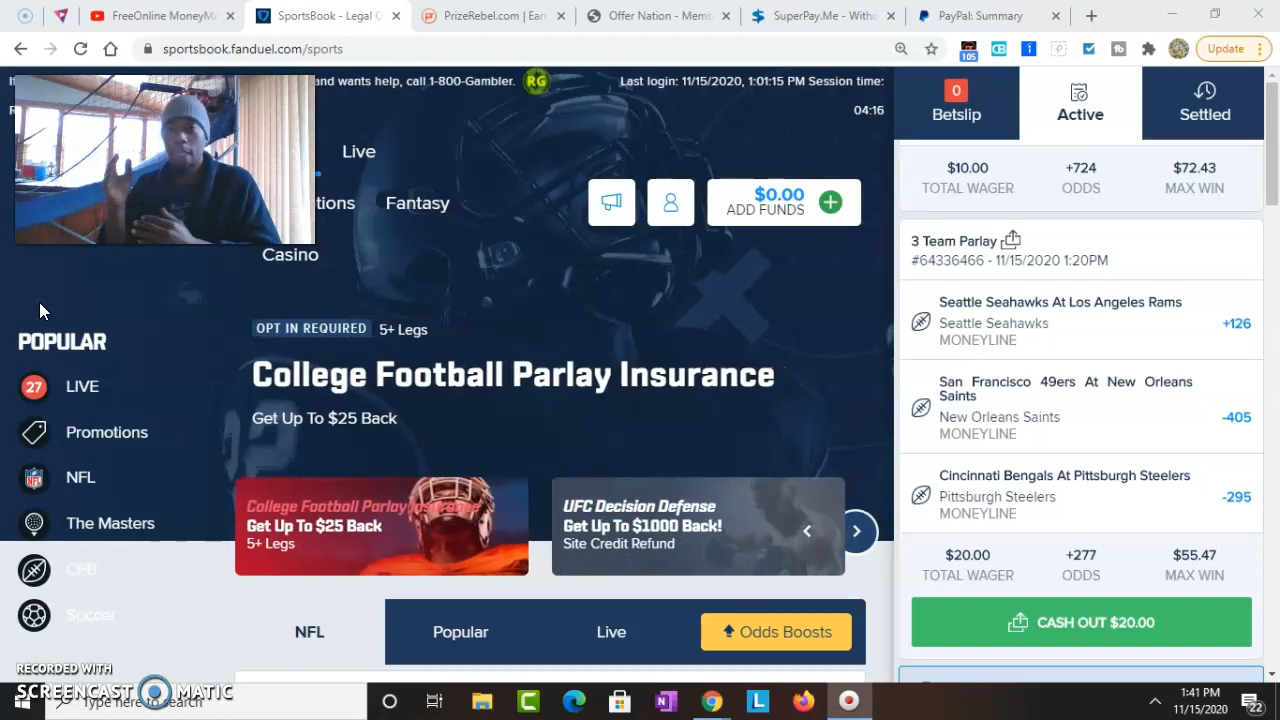 FreeOnline MoneyM
SportsBook - Legal O
PrizeRebel.com | Ear
Offer Nation - Memb
SuperPay.Me - With
PayPal: Summary
sportsbook.fanduel.com/sports
105
CB
Update
and wants help, call 1-800-Gambler.
RG
Last login: 11/15/2020, 1:01:15 PM Session time:
04:16
Live
Fantasy
Casino
$0.00
ADD FUNDS
0
Betslip
Active
Settled
$10.00 +724 $72.43
TOTAL WAGER ODDS MAX WIN
3 Team Parlay
#64336466 - 11/15/2020 1:20PM
Seattle Seahawks At Los Angeles Rams
Seattle Seahawks +126
MONEYLINE
San Francisco 49ers At New Orleans
Saints
New Orleans Saints -405
MONEYLINE
Cincinnati Bengals At Pittsburgh Steelers
Pittsburgh Steelers -295
MONEYLINE
$20.00 +277 $55.47
TOTAL WAGER ODDS MAX WIN
CASH OUT $20.00
POPULAR
27 LIVE
Promotions
NFL
The Masters
CFB
Soccer
OPT IN REQUIRED 5+ Legs
College Football Parlay Insurance
Get Up To $25 Back
College Football Parlay Insurance
Get Up To $25 Back
5+ Legs
UFC Decision Defense
Get Up To $1000 Back!
Site Credit Refund
NFL
Popular
Live
Odds Boosts
RECORDED WITH
SCREENCAST MATIC
Type here to search
1:41 PM
11/15/2020
22